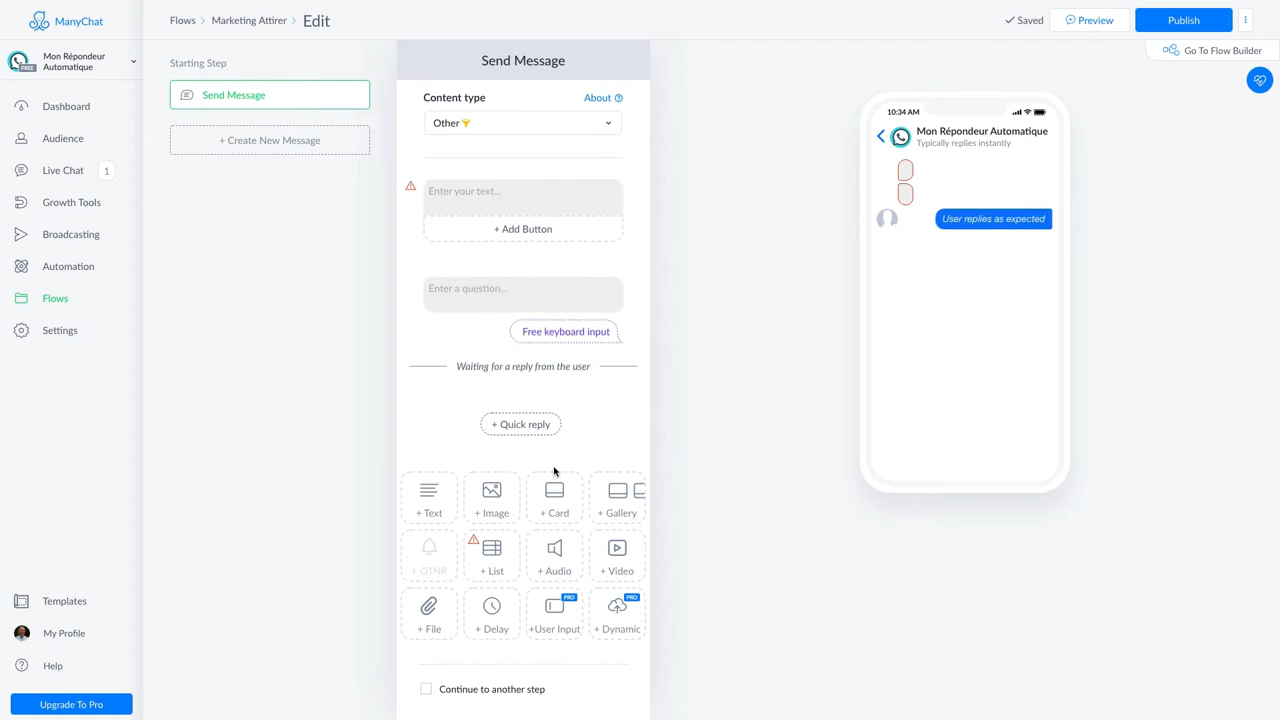 ManyChat
Flows
Marketing Attirer
Edit
Saved
Preview
Publish
Go To Flow Builder
Mon Répondeur
Automatique
FREE
Dashboard
Audience
Live Chat
1
Growth Tools
Broadcasting
Automation
Flows
Settings
Templates
My Profile
Help
Upgrade To Pro
Starting Step
Send Message
+ Create New Message
Send Message
Content type
About
Other
Enter your text...
+ Add Button
Enter a question...
Free keyboard input
Waiting for a reply from the user
+ Quick reply
+ Text
+ Image
+ Card
+ Gallery
+ OTNR
+ List
+ Audio
+ Video
PRO
PRO
+ File
+ Delay
+User Input
+ Dynamic
Continue to another step
10:34 AM
Mon Répondeur Automatique
Typically replies instantly
User replies as expected